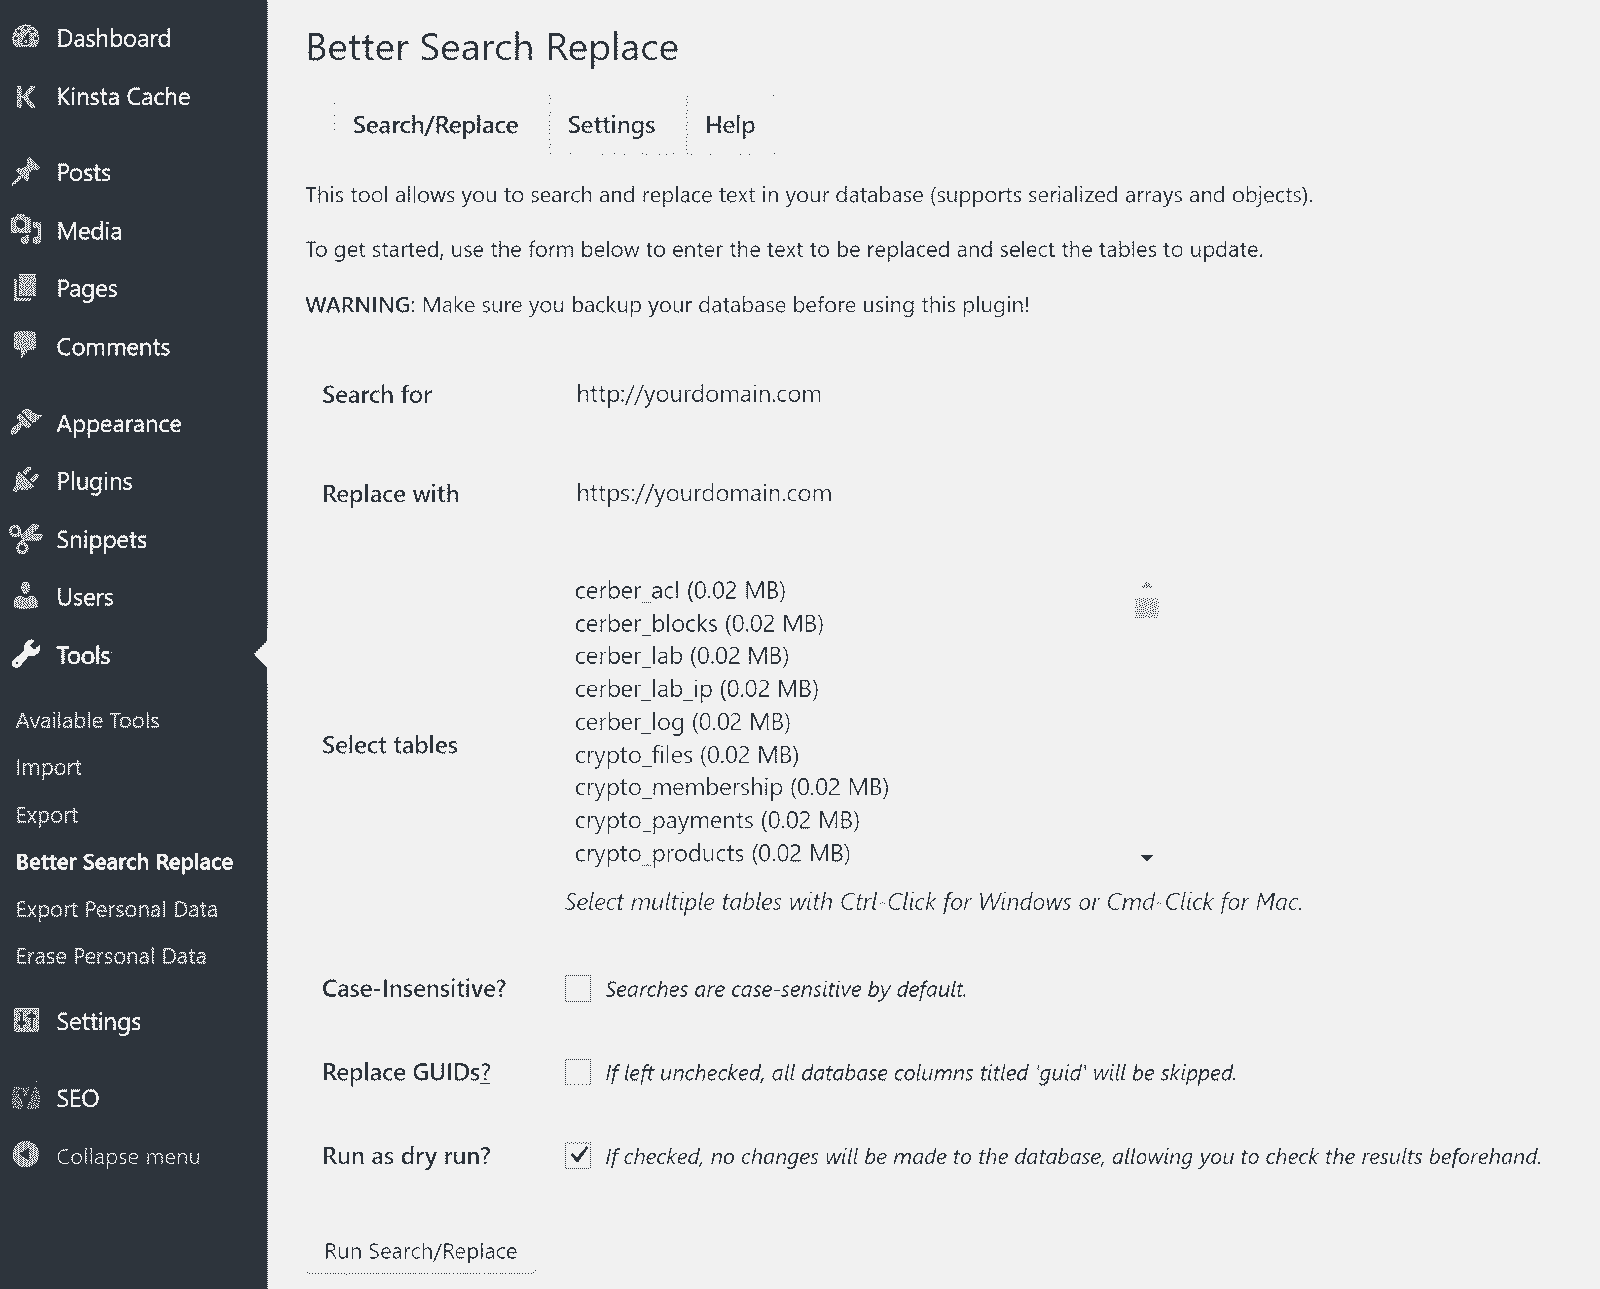 Dashboard
Kinsta Cache
Posts
Media
Pages
Comments
Appearance
Plugins
Snippets
Users
Tools
Available Tools
Import
Export
Better Search Replace
Export Personal Data
Erase Personal Data
Settings
SEO
Collapse menu
Better Search Replace
Search/Replace Settings Help
This tool allows you to search and replace text in your database (supports serialized arrays and objects).
To get started, use the form below to enter the text to be replaced and select the tables to update.
WARNING: Make sure you backup your database before using this plugin!
Search for http://yourdomain.com
Replace with https://yourdomain.com
Select tables
cerber_acl (0.02 MB)
cerber_blocks (0.02 MB)
cerber_lab (0.02 MB)
cerber_lab_ip (0.02 MB)
cerber_log (0.02 MB)
crypto_files (0.02 MB)
crypto_membership (0.02 MB)
crypto_payments (0.02 MB)
crypto_products (0.02 MB)
Select multiple tables with Ctrl-Click for Windows or Cmd-Click for Mac.
Case-Insensitive? Searches are case-sensitive by default.
Replace GUIDs? If left unchecked, all database columns titled 'guid' will be skipped.
Run as dry run? If checked, no changes will be made to the database, allowing you to check the results beforehand.
Run Search/Replace